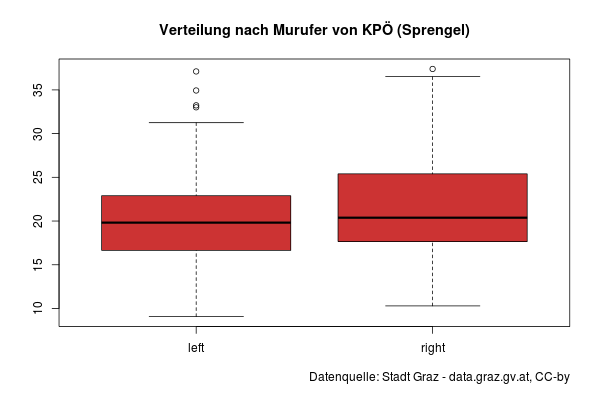 Verteilung nach Murufer von KPÖ (Sprengel)
35
30
25
20
15
10
left right
Datenquelle: Stadt Graz - data.graz.gv.at, CC-by